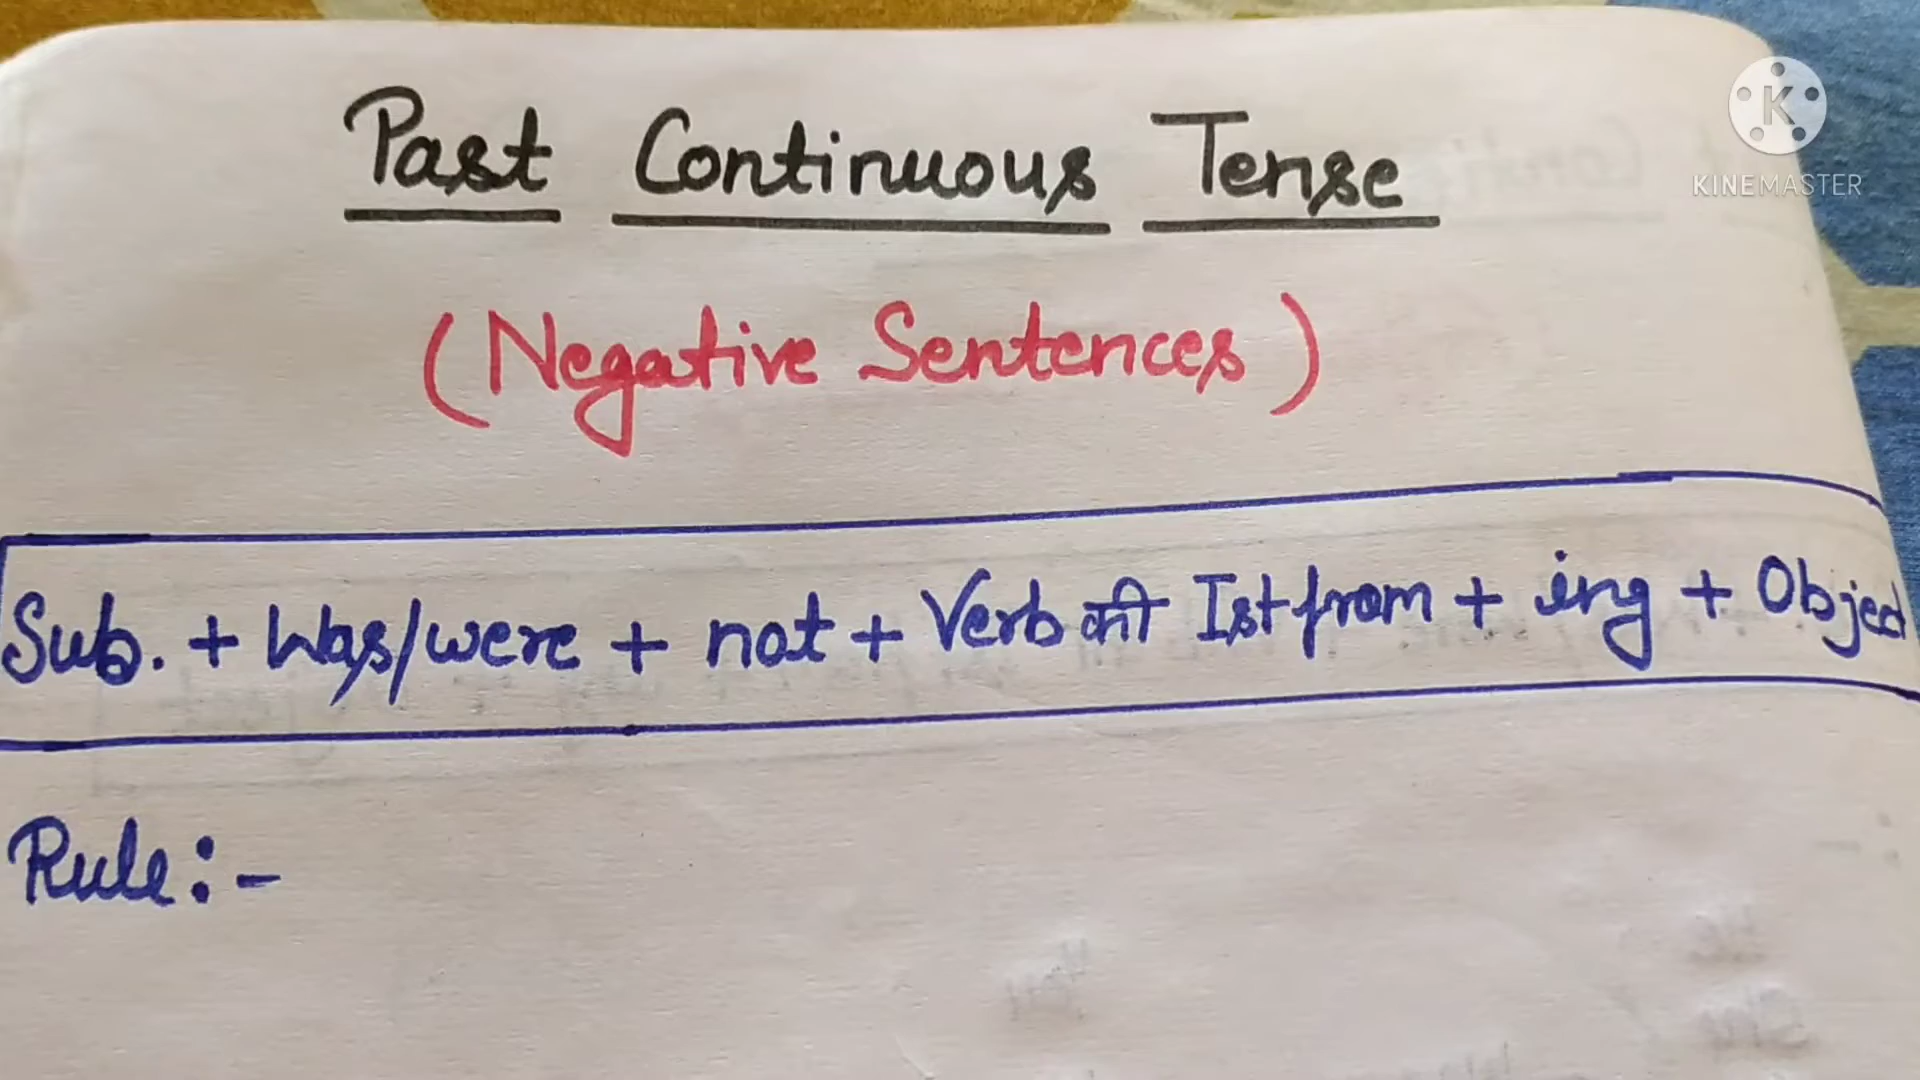 Past Continuous Tense
K
KINEMASTER
(Negative Sentences)
Sub. + Was/were + not + Verb की Ist from + ing + Object
Rule:-